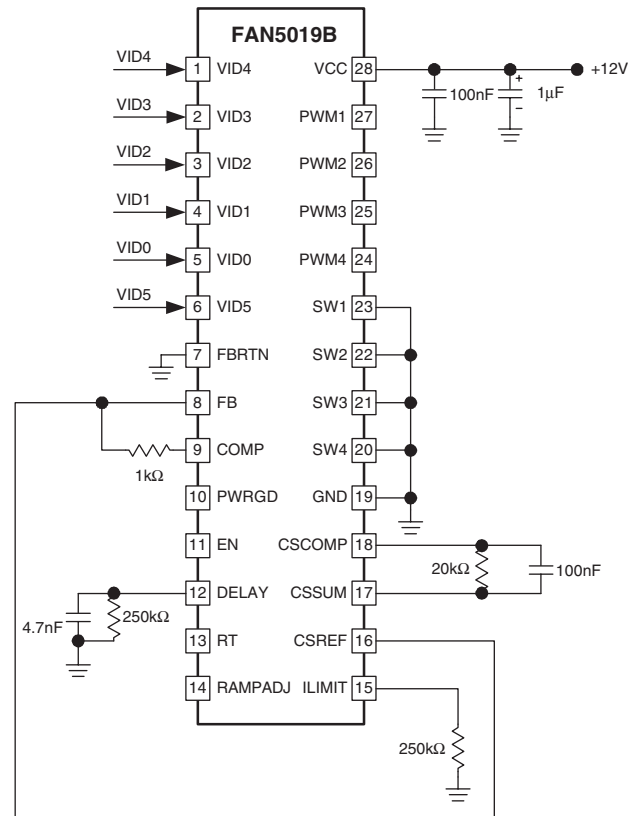 FAN5019B
VID4
1 VID4
VCC 28
+12V
100nF
+
1µF
–
VID3
2 VID3
PWM1 27
VID2
3 VID2
PWM2 26
VID1
4 VID1
PWM3 25
VID0
5 VID0
PWM4 24
VID5
6 VID5
SW1 23
7 FBRTN
SW2 22
8 FB
SW3 21
9 COMP
SW4 20
1kΩ
10 PWRGD
GND 19
11 EN
CSCOMP 18
20kΩ
100nF
12 DELAY
CSSUM 17
4.7nF
250kΩ
13 RT
CSREF 16
14 RAMPADJ
ILIMIT 15
250kΩ